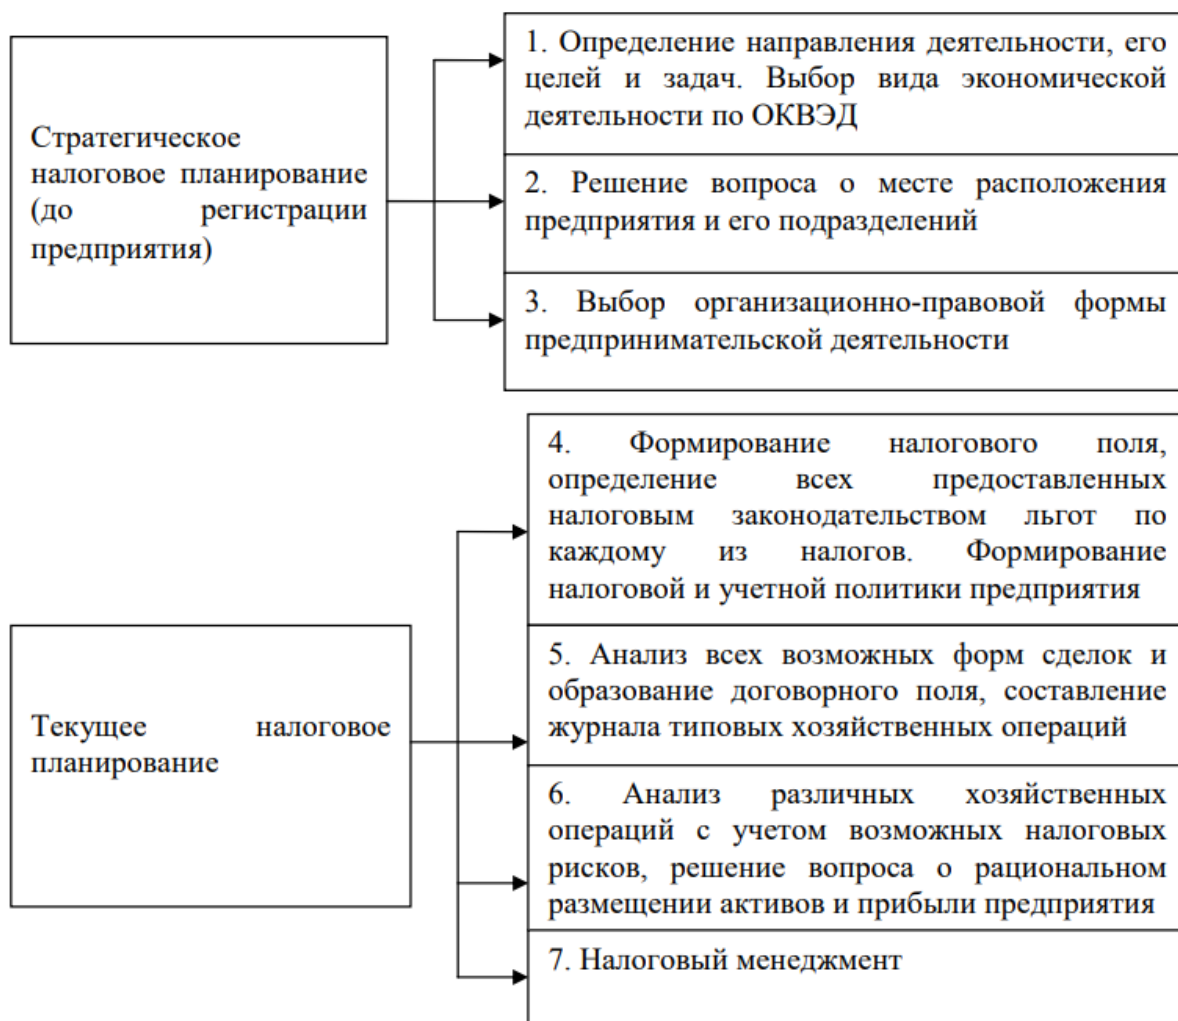 Стратегическое
налоговое планирование
(до регистрации
предприятия)
1. Определение направления деятельности, его
целей и задач. Выбор вида экономической
деятельности по ОКВЭД
2. Решение вопроса о месте расположения
предприятия и его подразделений
3. Выбор организационно-правовой формы
предпринимательской деятельности
Текущее налоговое
планирование
4. Формирование налогового поля,
определение всех предоставленных
налоговым законодательством льгот по
каждому из налогов. Формирование
налоговой и учетной политики предприятия
5. Анализ всех возможных форм сделок и
образование договорного поля, составление
журнала типовых хозяйственных операций
6. Анализ различных хозяйственных
операций с учетом возможных налоговых
рисков, решение вопроса о рациональном
размещении активов и прибыли предприятия
7. Налоговый менеджмент